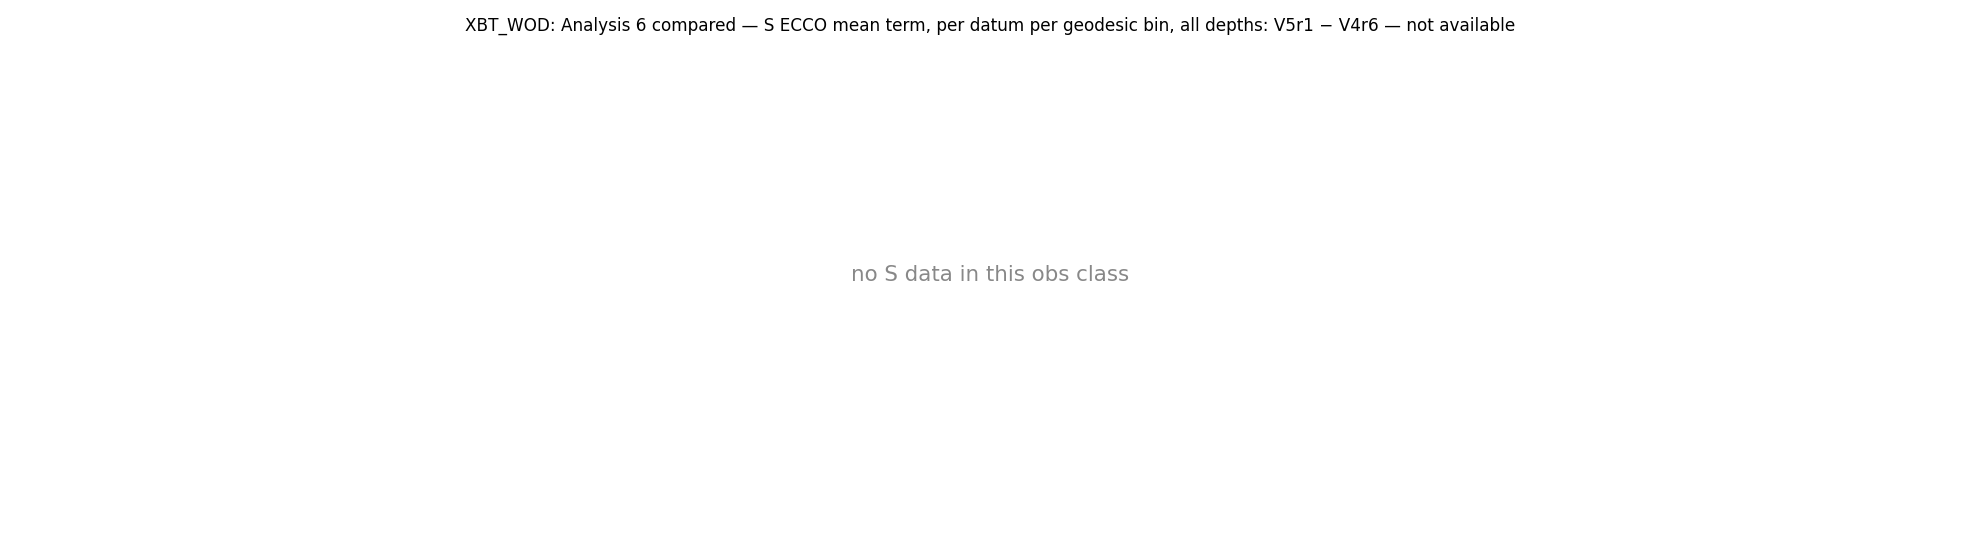 XBT_WOD: Analysis 6 compared — S ECCO mean term, per datum per geodesic bin, all depths: V5r1 − V4r6 — not available
no S data in this obs class